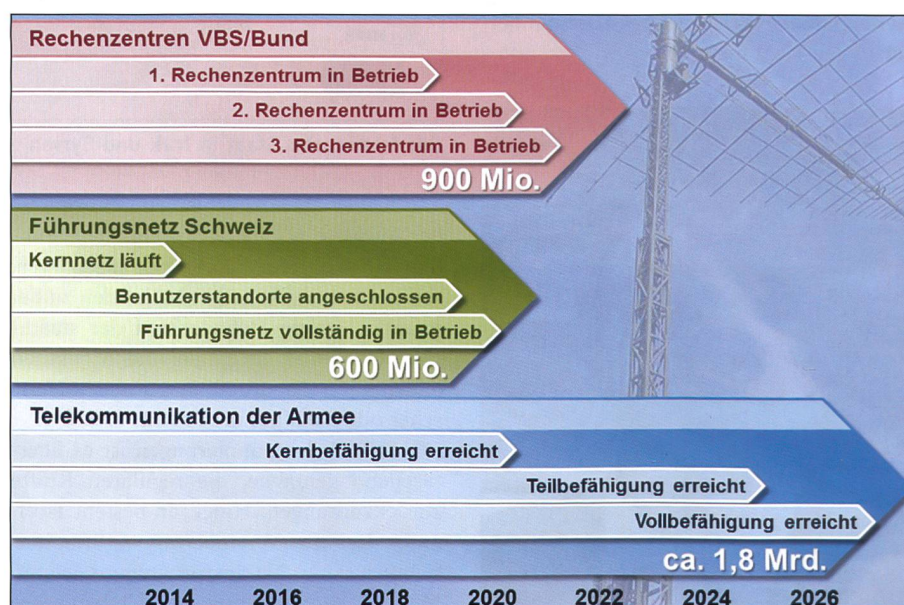 Rechenzentren VBS/Bund
1. Rechenzentrum in Betrieb
2. Rechenzentrum in Betrieb
3. Rechenzentrum in Betrieb
900 Mio.
Führungsnetz Schweiz
Kernnetz läuft
Benutzerstandorte angeschlossen
Führungsnetz vollständig in Betrieb
600 Mio.
Telekommunikation der Armee
Kernbefähigung erreicht
Teilbefähigung erreicht
Vollbefähigung erreicht
ca. 1,8 Mrd.
2014 2016 2018 2020 2022 2024 2026